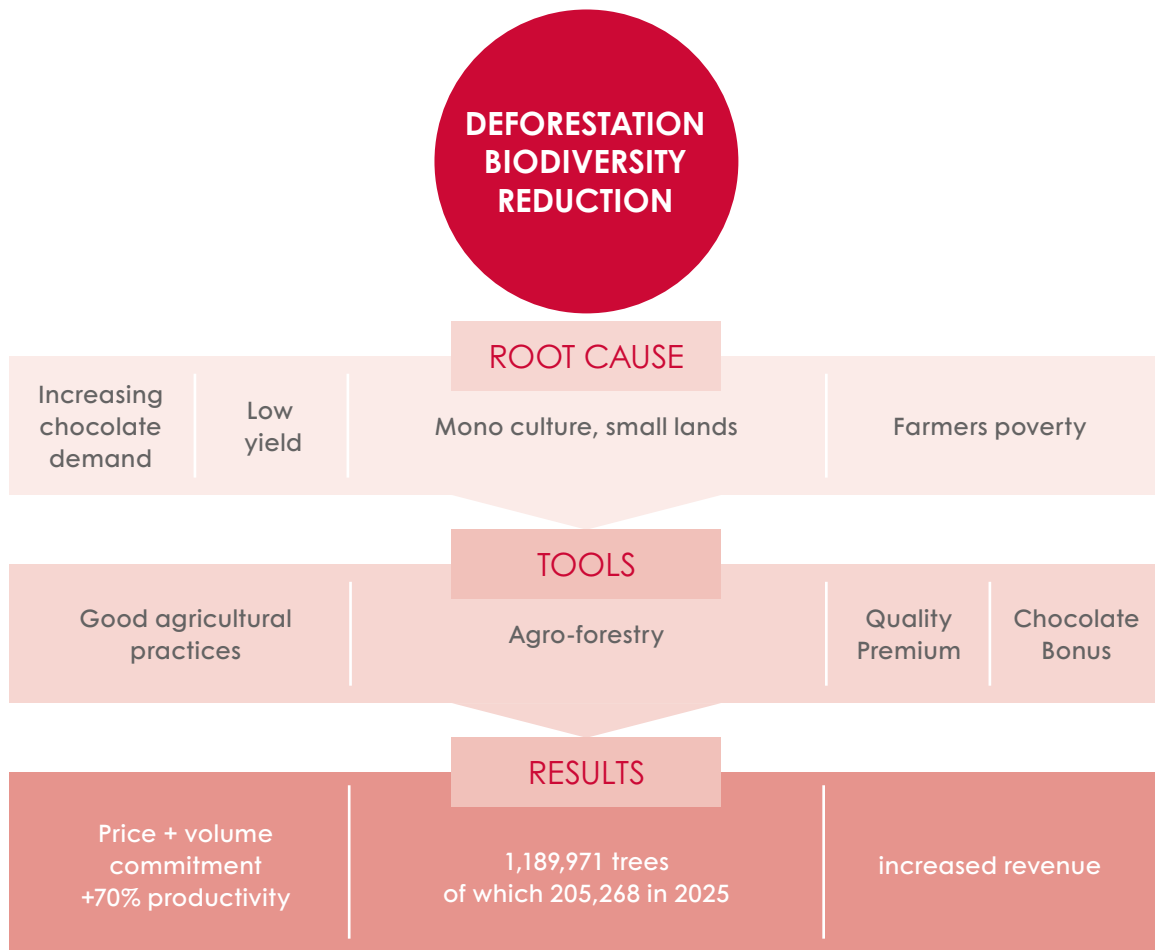 DEFORESTATION
BIODIVERSITY
REDUCTION
ROOT CAUSE
Increasing
chocolate
demand
Low
yield
Mono culture, small lands
Farmers poverty
TOOLS
Good agricultural
practices
Agro-forestry
Quality
Premium
Chocolate
Bonus
RESULTS
Price + volume
commitment
+70% productivity
1,189,971 trees
of which 205,268 in 2025
increased revenue